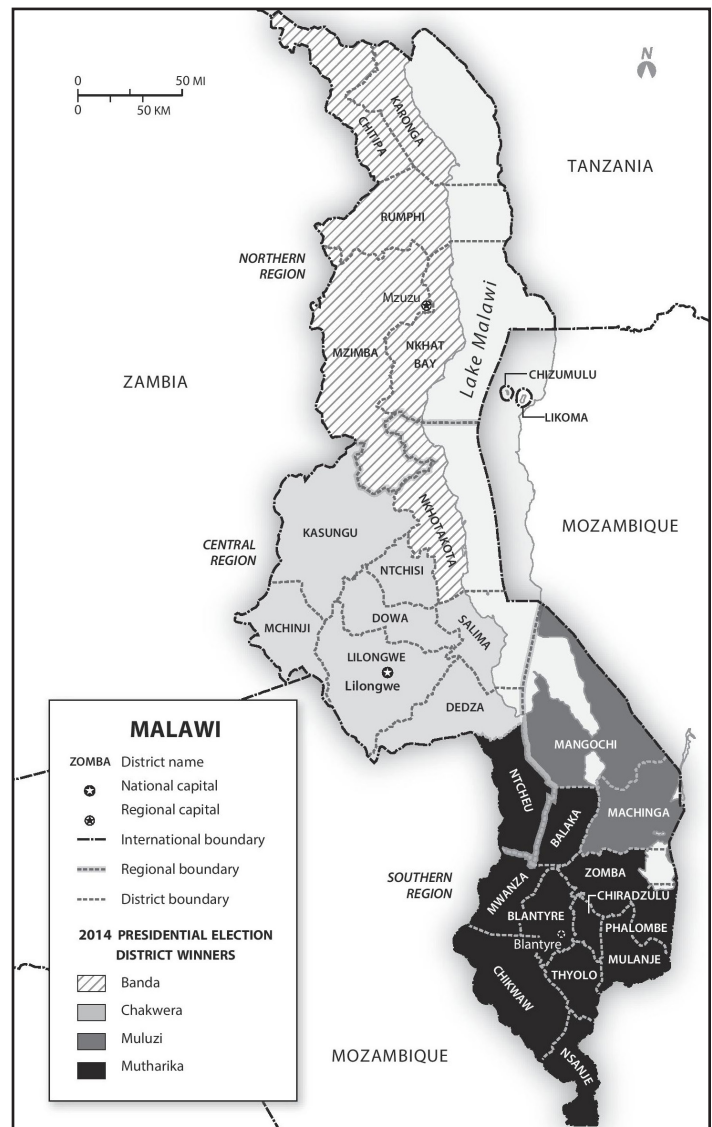 0 50 MI
0 50 KM
N
TANZANIA
KARONGA
CHITIPA
RUMPHI
NORTHERN
REGION
Mzuzu
Lake Malawi
MZIMBA
NKHAT
BAY
CHIZUMULU
LIKOMA
ZAMBIA
NKHOTAKOTA
MOZAMBIQUE
KASUNGU
CENTRAL
REGION
NTCHISI
DOWA
SALIMA
MCHINJI
LILONGWE
Lilongwe
DEDZA
MANGOCHI
NTCHEU
BALAKA
MACHINGA
SOUTHERN
REGION
ZOMBA
MWANZA
CHIRADZULU
BLANTYRE
PHALOMBE
Blantyre
MULANJE
THYOLO
CHIKWAW
NSANJE
MOZAMBIQUE
MALAWI
ZOMBA District name
National capital
Regional capital
International boundary
Regional boundary
District boundary
2014 PRESIDENTIAL ELECTION
DISTRICT WINNERS
Banda
Chakwera
Muluzi
Mutharika